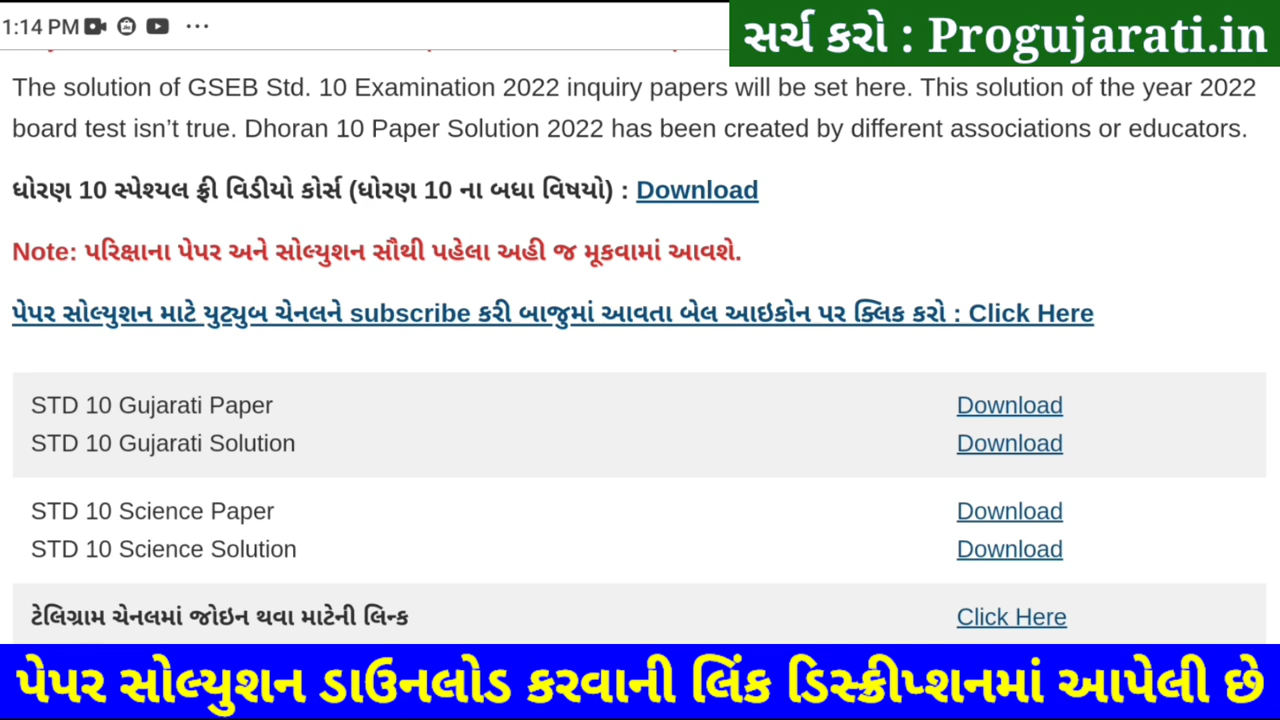 1:14 PM
સર્ચ કરો : Progujarati.in
The solution of GSEB Std. 10 Examination 2022 inquiry papers will be set here. This solution of the year 2022
board test isn’t true. Dhoran 10 Paper Solution 2022 has been created by different associations or educators.
ધોરણ 10 સ્પેશ્યલ ફ્રી વિડીયો કોર્સ (ધોરણ 10 ના બધા વિષયો) : Download
Note: પરિક્ષાના પેપર અને સોલ્યુશન સૌથી પહેલા અહી જ મૂકવામાં આવશે.
પેપર સોલ્યુશન માટે યુટ્યુબ ચેનલને subscribe કરી બાજુમાં આવતા બેલ આઇકોન પર ક્લિક કરો : Click Here
STD 10 Gujarati Paper Download
STD 10 Gujarati Solution Download
STD 10 Science Paper Download
STD 10 Science Solution Download
ટેલિગ્રામ ચેનલમાં જોઇન થવા માટેની લિન્ક Click Here
પેપર સોલ્યુશન ડાઉનલોડ કરવાની લિંક ડિસ્ક્રીપ્શનમાં આપેલી છે